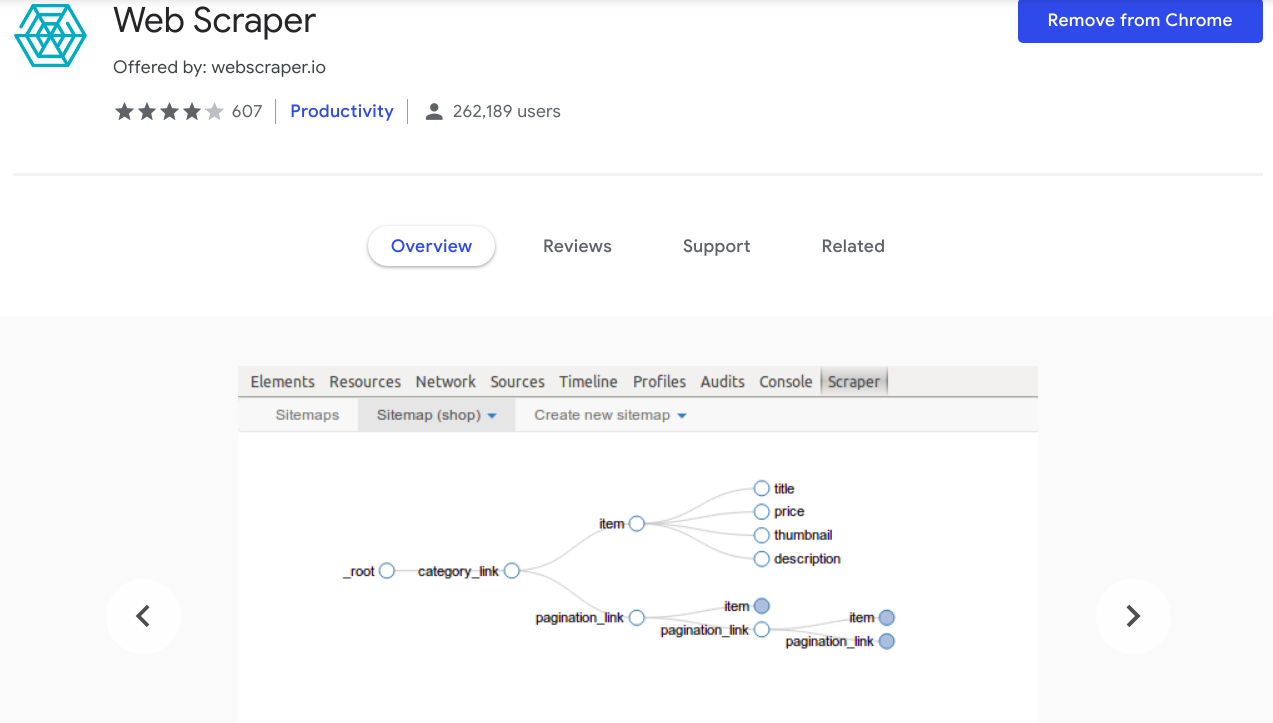 Web Scraper
Remove from Chrome
Offered by: webscraper.io
607 Productivity 262,189 users
Overview Reviews Support Related
Elements Resources Network Sources Timeline Profiles Audits Console Scraper
Sitemaps Sitemap (shop) Create new sitemap
title
price
item
thumbnail
description
_root category_link
item
pagination_link
item
pagination_link
pagination_link